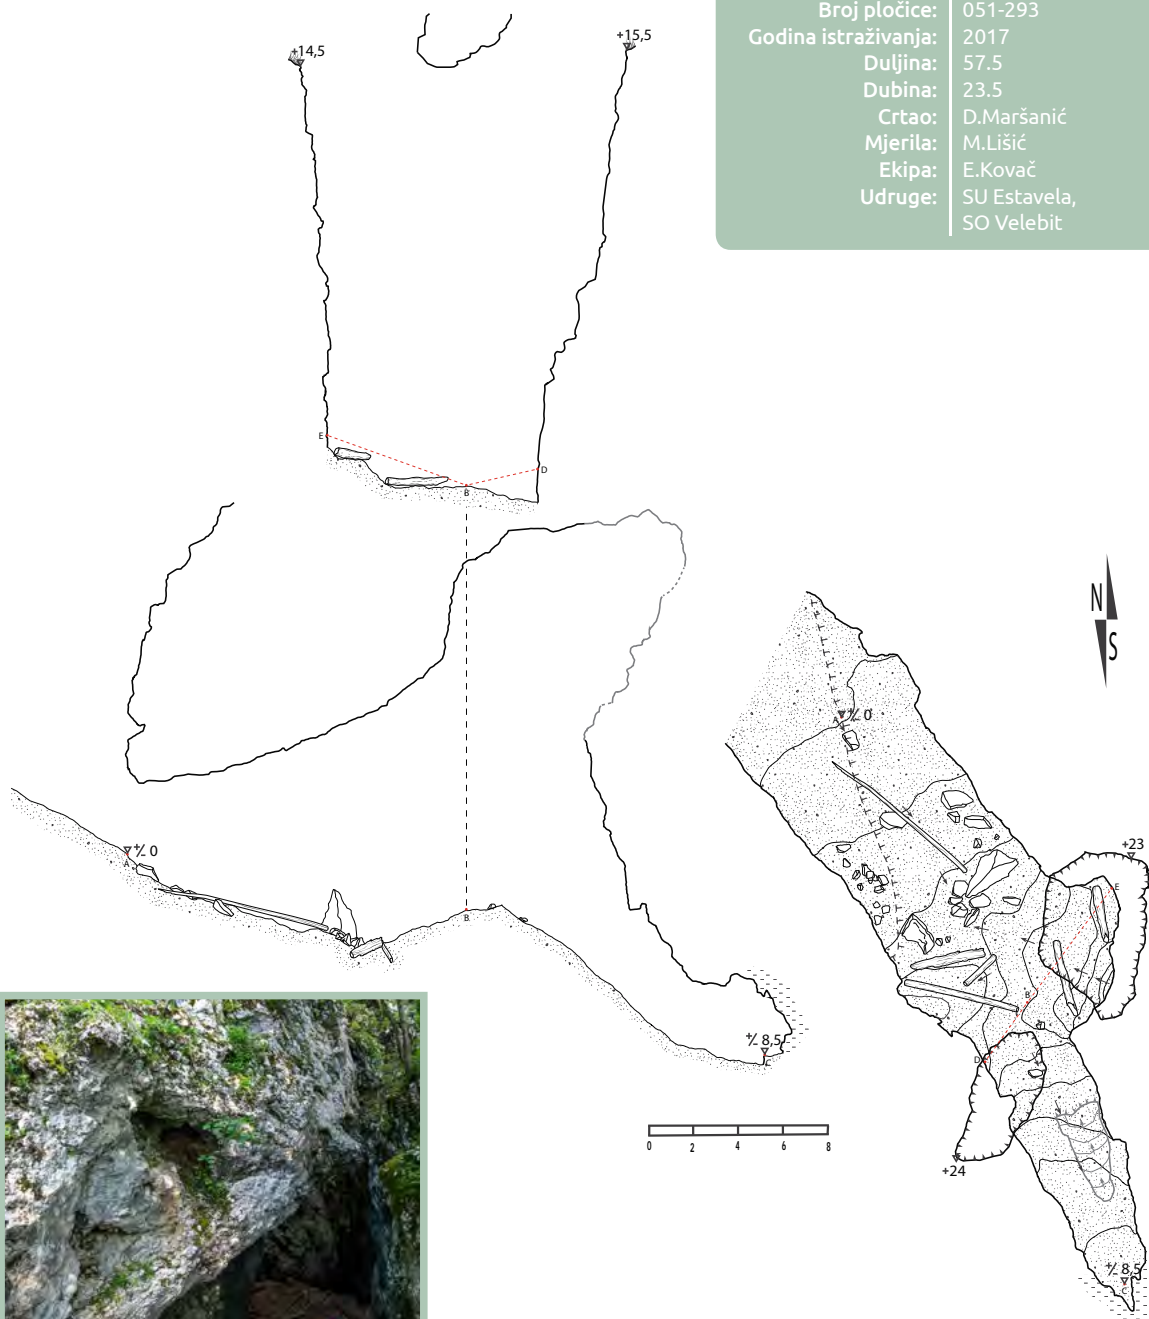 Broj pločice: 051-293
Godina istraživanja: 2017
Duljina: 57.5
Dubina: 23.5
Crtao: D.Maršanić
Mjerila: M.Lišić
Ekipa: E.Kovač
Udruge: SU Estavela,
SO Velebit
+14,5
+15,5
E
D
B
N
S
A
+/- 0
+23
E
+/- 0
A
B
B
D
+/- 8,5
C
0 2 4 6 8
+24
+/- 8,5
C